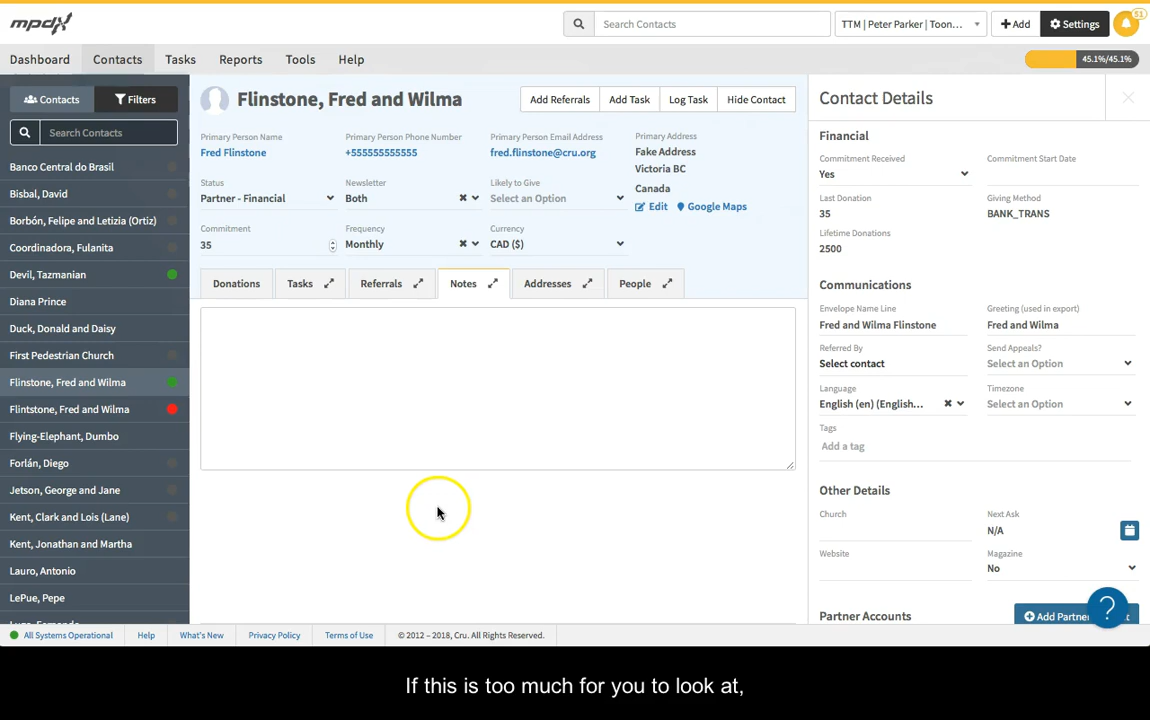 mpdx
Search Contacts
TTM | Peter Parker | Toon...
Add
Settings
51
Dashboard
Contacts
Tasks
Reports
Tools
Help
45.1%/45.1%
Contacts
Filters
Search Contacts
Banco Central do Brasil
Bisbal, David
Borbón, Felipe and Letizia (Ortiz)
Coordinadora, Fulanita
Devil, Tazmanian
Diana Prince
Duck, Donald and Daisy
First Pedestrian Church
Flinstone, Fred and Wilma
Flintstone, Fred and Wilma
Flying-Elephant, Dumbo
Forlán, Diego
Jetson, George and Jane
Kent, Clark and Lois (Lane)
Kent, Jonathan and Martha
Lauro, Antonio
LePue, Pepe
Flinstone, Fred and Wilma
Add Referrals
Add Task
Log Task
Hide Contact
Primary Person Name
Fred Flinstone
Primary Person Phone Number
+555555555555
Primary Person Email Address
fred.flinstone@cru.org
Primary Address
Fake Address
Victoria BC
Canada
Edit
Google Maps
Status
Partner - Financial
Newsletter
Both
Likely to Give
Select an Option
Commitment
35
Frequency
Monthly
Currency
CAD ($)
Donations
Tasks
Referrals
Notes
Addresses
People
Contact Details
Financial
Commitment Received
Yes
Commitment Start Date
Last Donation
35
Giving Method
BANK_TRANS
Lifetime Donations
2500
Communications
Envelope Name Line
Fred and Wilma Flinstone
Greeting (used in export)
Fred and Wilma
Referred By
Select contact
Send Appeals?
Select an Option
Language
English (en) (English...
Timezone
Select an Option
Tags
Add a tag
Other Details
Church
Next Ask
N/A
Website
Magazine
No
Partner Accounts
Add Partner
?
All Systems Operational
Help
What's New
Privacy Policy
Terms of Use
© 2012 – 2018, Cru. All Rights Reserved.
If this is too much for you to look at,